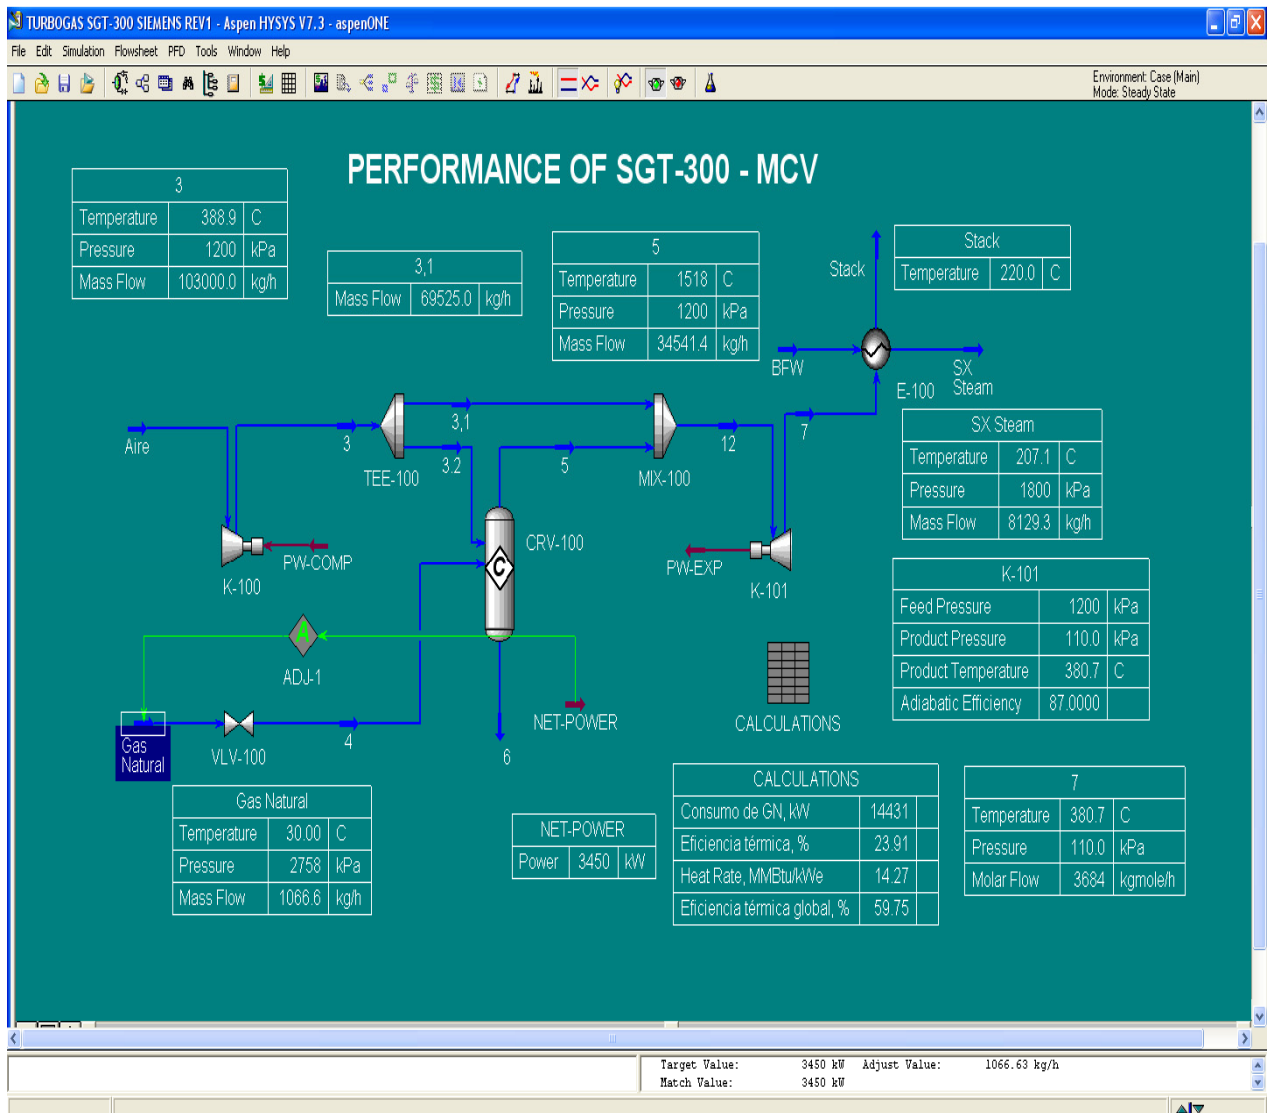 TURBOGAS SGT-300 SIEMENS REV1 - Aspen HYSYS V7.3 - aspenONE
File Edit Simulation Flowsheet PFD Tools Window Help
Environment: Case (Main)
Mode: Steady State
PERFORMANCE OF SGT-300 - MCV
3
Temperature 388.9 C
Pressure 1200 kPa
Mass Flow 103000.0 kg/h
3,1
Mass Flow 69525.0 kg/h
5
Temperature 1518 C
Pressure 1200 kPa
Mass Flow 34541.4 kg/h
Stack
Stack
Temperature 220.0 C
BFW
SX
Steam
E-100
Aire
3
3,1
3.2
TEE-100
5
MIX-100
12
7
SX Steam
Temperature 207.1 C
Pressure 1800 kPa
Mass Flow 8129.3 kg/h
K-100
PW-COMP
CRV-100
C
PW-EXP
K-101
K-101
Feed Pressure 1200 kPa
Product Pressure 110.0 kPa
Product Temperature 380.7 C
Adiabatic Efficiency 87.0000
A
ADJ-1
NET-POWER
CALCULATIONS
Gas
Natural
VLV-100
4
6
Gas Natural
Temperature 30.00 C
Pressure 2758 kPa
Mass Flow 1066.6 kg/h
NET-POWER
Power 3450 kW
CALCULATIONS
Consumo de GN, kW 14431
Eficiencia térmica, % 23.91
Heat Rate, MMBtu/kWe 14.27
Eficiencia térmica global, % 59.75
7
Temperature 380.7 C
Pressure 110.0 kPa
Molar Flow 3684 kgmole/h
Target Value: 3450 kW Adjust Value: 1066.63 kg/h
Match Value: 3450 kW